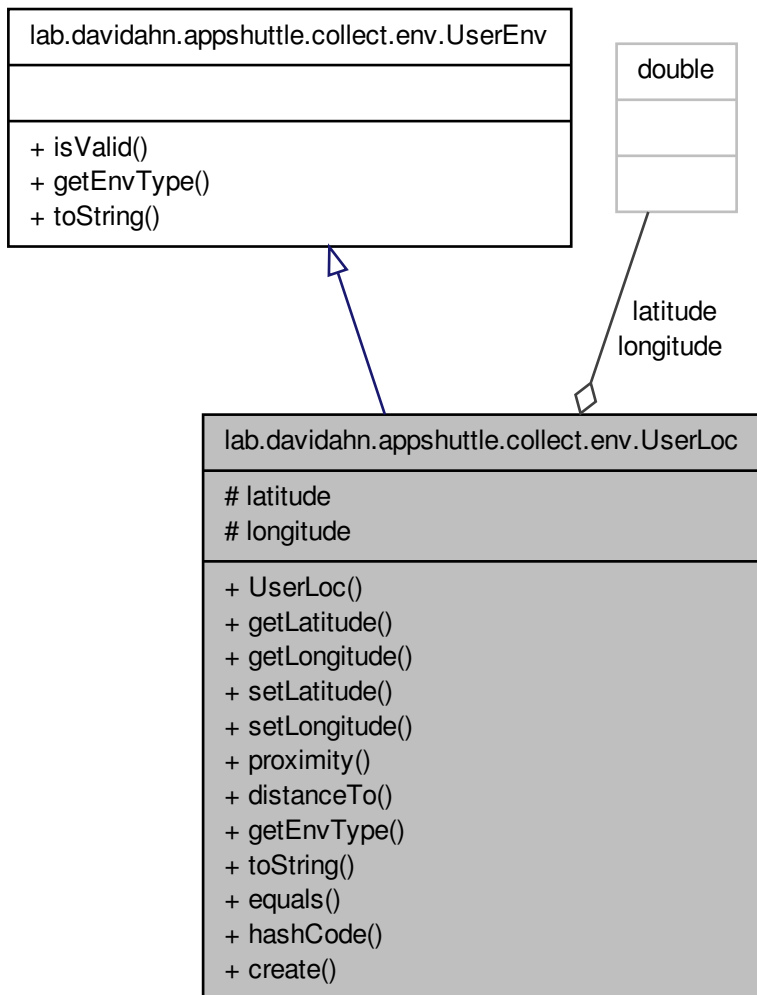 lab.davidahn.appshuttle.collect.env.UserEnv
+ isValid()
+ getEnvType()
+ toString()
double
latitude
longitude
lab.davidahn.appshuttle.collect.env.UserLoc
# latitude
# longitude
+ UserLoc()
+ getLatitude()
+ getLongitude()
+ setLatitude()
+ setLongitude()
+ proximity()
+ distanceTo()
+ getEnvType()
+ toString()
+ equals()
+ hashCode()
+ create()